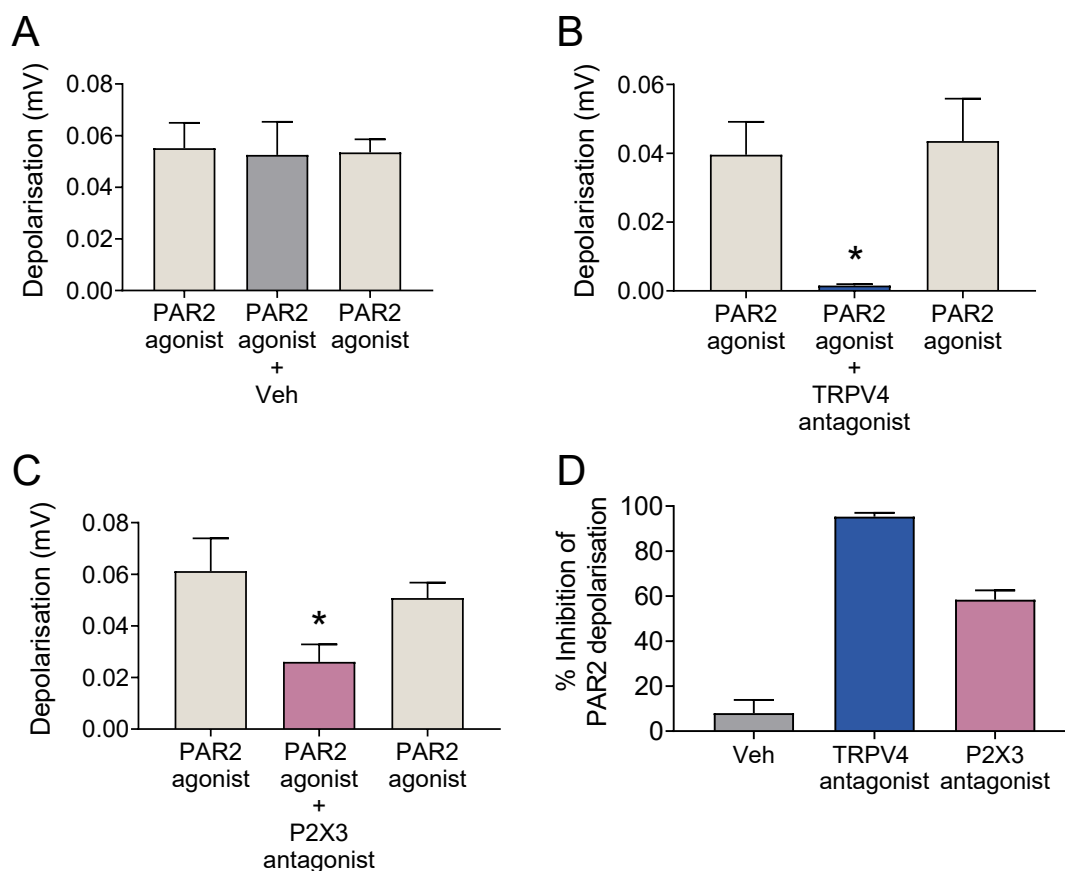 A
Depolarisation (mV)
0.08
0.06
0.04
0.02
0.00
PAR2
agonist
PAR2
agonist
+
Veh
PAR2
agonist
B
Depolarisation (mV)
0.06
0.04
0.02
0.00
*
PAR2
agonist
PAR2
agonist
+
TRPV4
antagonist
PAR2
agonist
C
Depolarisation (mV)
0.08
0.06
0.04
0.02
0.00
*
PAR2
agonist
PAR2
agonist
+
P2X3
antagonist
PAR2
agonist
D
% Inhibition of
PAR2 depolarisation
100
80
60
40
20
0
Veh
TRPV4
antagonist
P2X3
antagonist